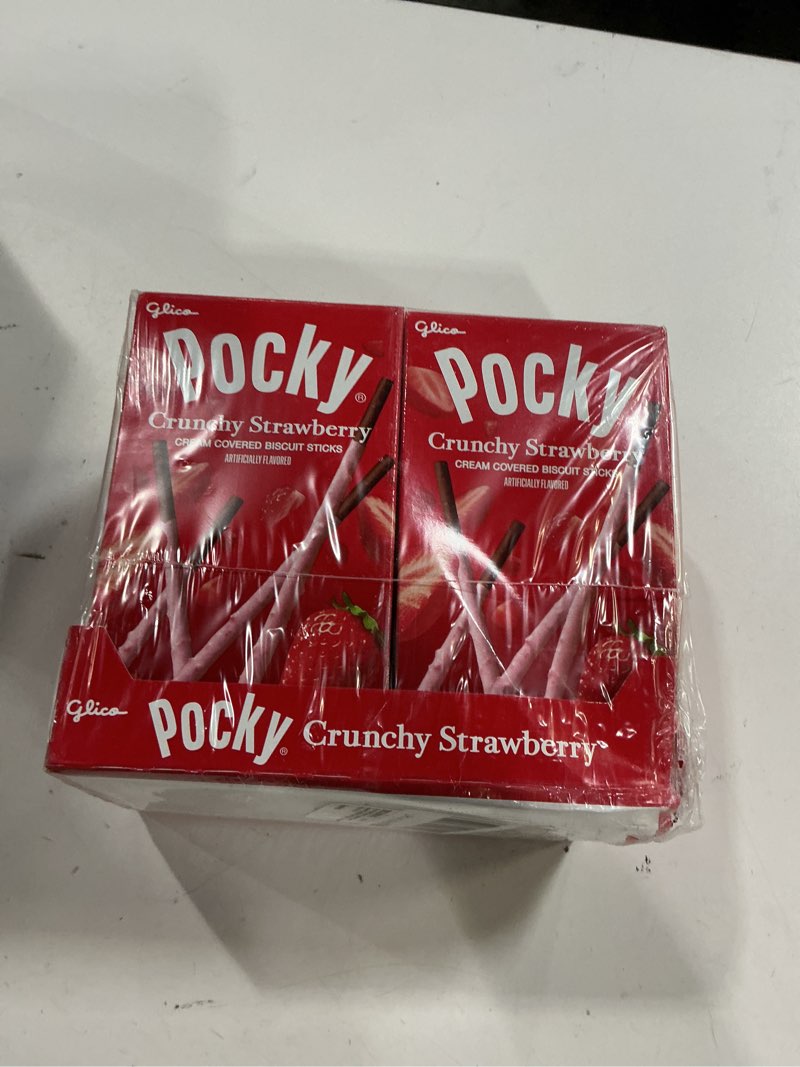 Glico
Pocky®
Crunchy Strawberry
CREAM COVERED BISCUIT STICKS
ARTIFICIALLY FLAVORED
Glico
Pocky
Crunchy Strawberry
CREAM COVERED BISCUIT STICKS
ARTIFICIALLY FLAVORED
Glico Pocky® Crunchy Strawberry